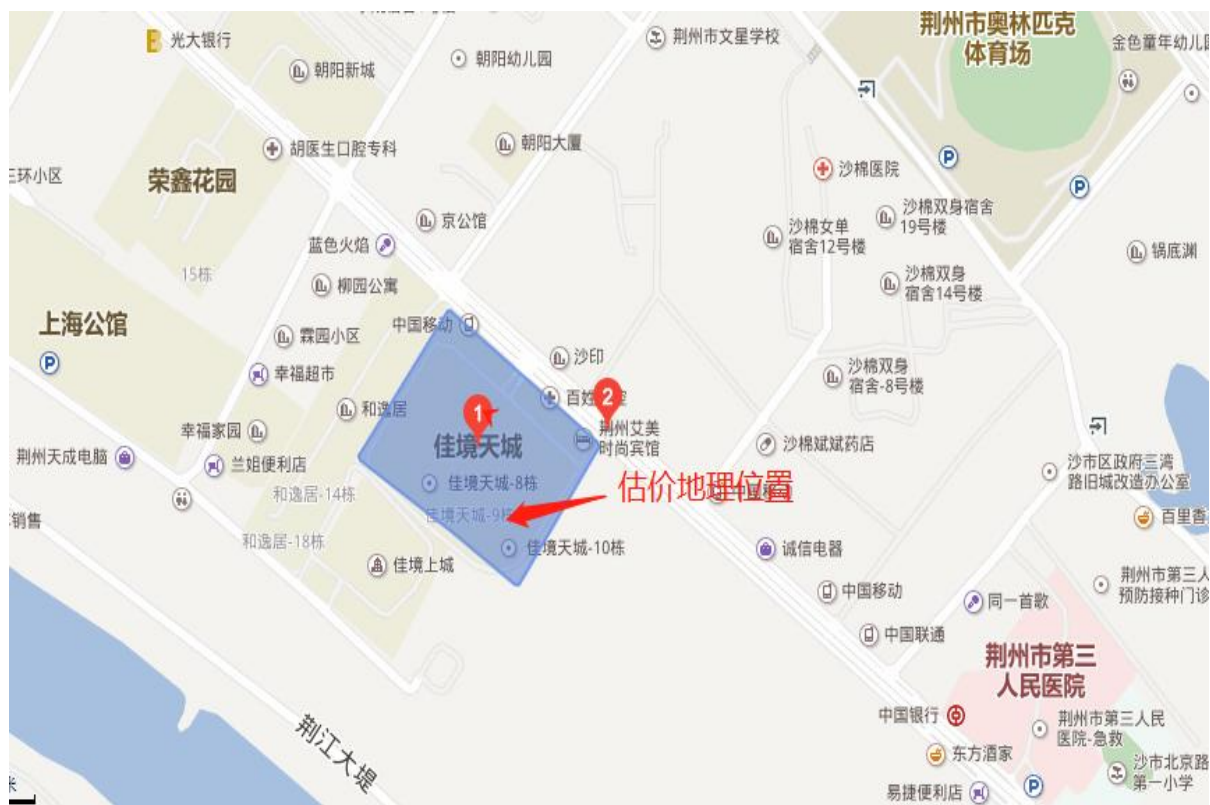 光大银行
荆州市文星学校
荆州市奥林匹克
体育场
金色童年幼儿园
朝阳新城
朝阳幼儿园
胡医生口腔专科
朝阳大厦
沙棉医院
三环小区
荣鑫花园
京公馆
沙棉双身宿舍
19号楼
沙棉女单
宿舍12号楼
蓝色火焰
锅底渊
15栋
柳园公寓
沙棉双身
宿舍14号楼
上海公馆
中国移动
霖园小区
沙印
幸福超市
沙棉双身
宿舍-8号楼
百姓
1
2
和逸居
荆州艾美
时尚宾馆
幸福家园
佳境天城
沙棉斌斌药店
荆州天成电脑
兰姐便利店
沙市区政府三湾
路旧城改造办公室
佳境天城-8栋
估价地理位置
中国移动
和逸居-14栋
佳境天城-9栋
百里香
销售
和逸居-18栋
佳境天城-10栋
诚信电器
佳境上城
荆州市第三人
预防接种门诊
中国移动
同一首歌
中国联通
荆州市第三
人民医院
中国银行
荆州市第三人民
医院-急救
荆江大堤
东方酒家
沙市北京路
第一小学
易捷便利店
米